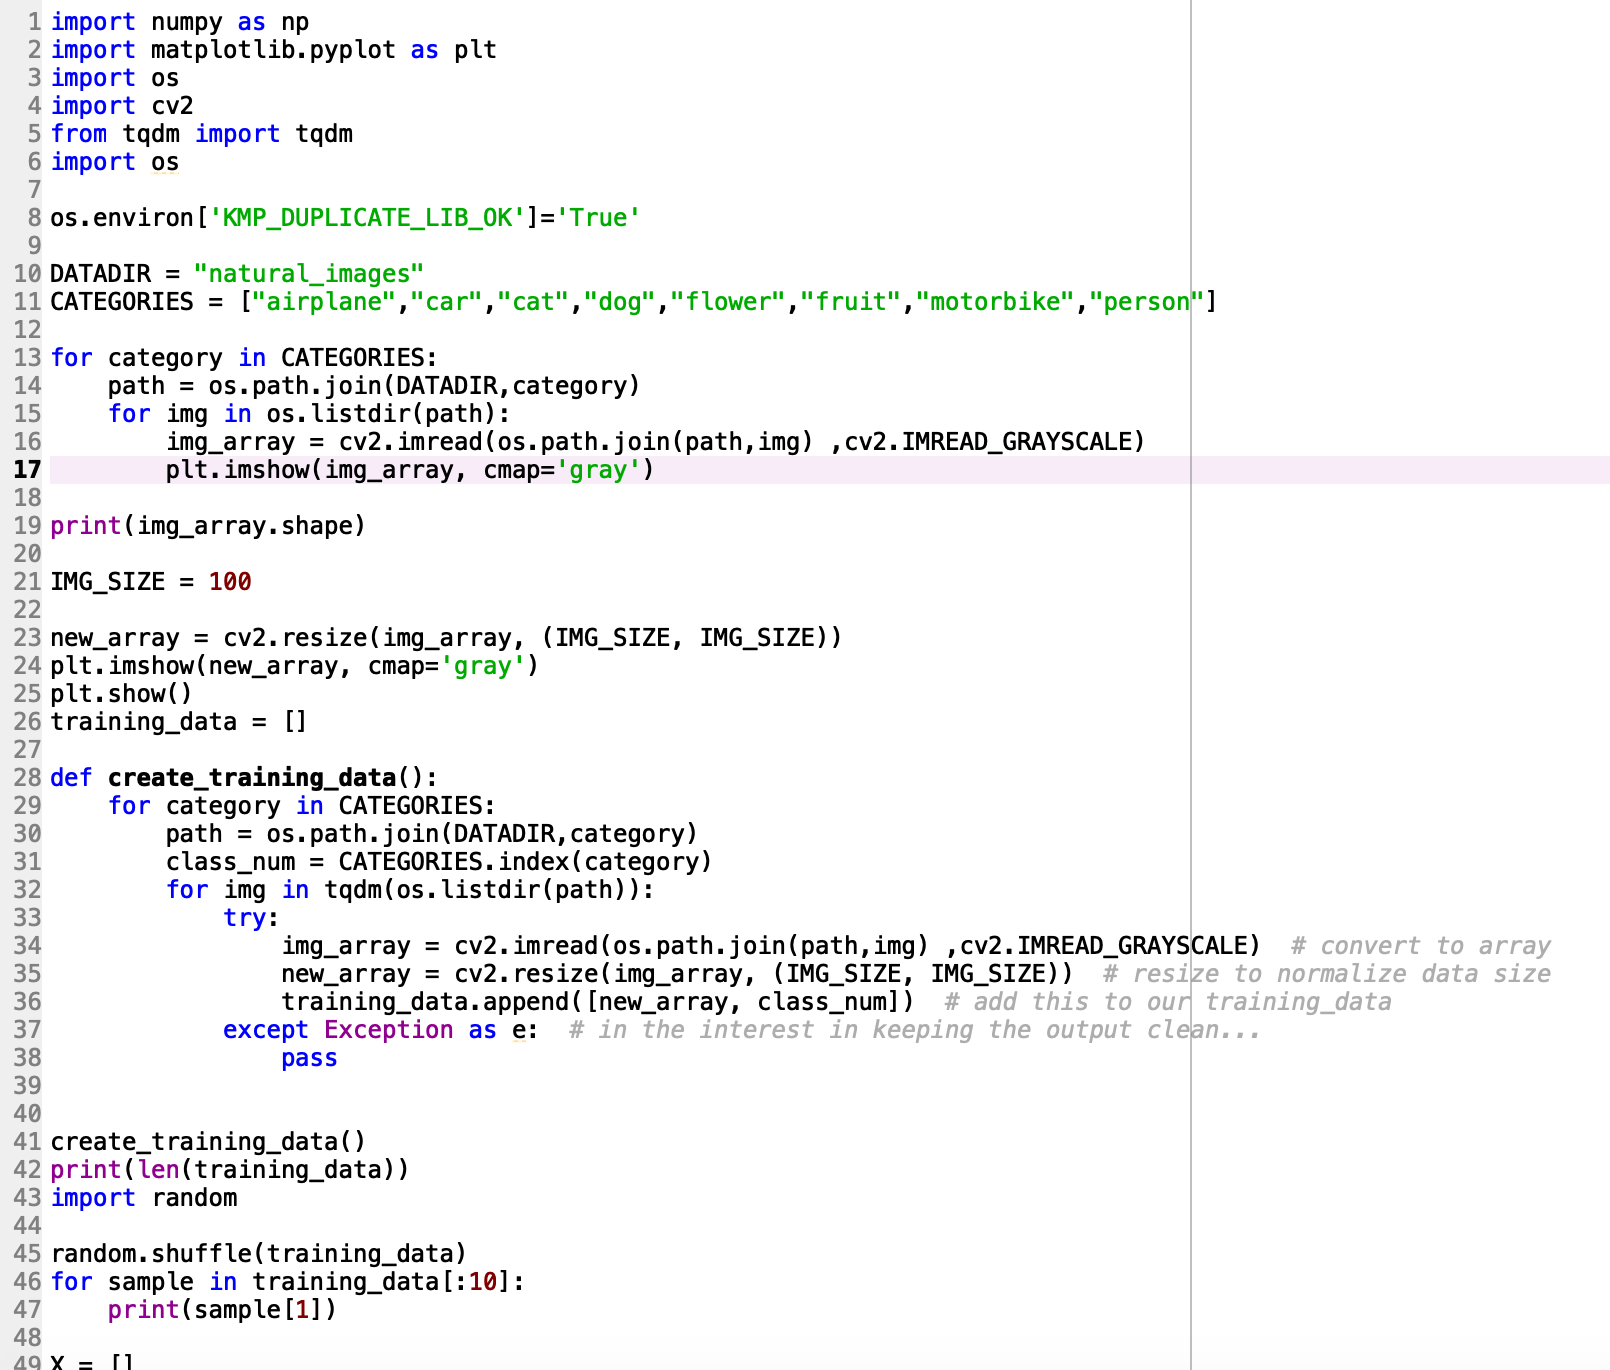 1 import numpy as np
2 import matplotlib.pyplot as plt
3 import os
4 import cv2
5 from tqdm import tqdm
6 import os
7
8 os.environ['KMP_DUPLICATE_LIB_OK']='True'
9
10 DATADIR = "natural_images"
11 CATEGORIES = ["airplane","car","cat","dog","flower","fruit","motorbike","person"]
12
13 for category in CATEGORIES:
14     path = os.path.join(DATADIR,category)
15     for img in os.listdir(path):
16         img_array = cv2.imread(os.path.join(path,img) ,cv2.IMREAD_GRAYSCALE)
17         plt.imshow(img_array, cmap='gray')
18
19 print(img_array.shape)
20
21 IMG_SIZE = 100
22
23 new_array = cv2.resize(img_array, (IMG_SIZE, IMG_SIZE))
24 plt.imshow(new_array, cmap='gray')
25 plt.show()
26 training_data = []
27
28 def create_training_data():
29     for category in CATEGORIES:
30         path = os.path.join(DATADIR,category)
31         class_num = CATEGORIES.index(category)
32         for img in tqdm(os.listdir(path)):
33             try:
34                 img_array = cv2.imread(os.path.join(path,img) ,cv2.IMREAD_GRAYSCALE)  # convert to array
35                 new_array = cv2.resize(img_array, (IMG_SIZE, IMG_SIZE))  # resize to normalize data size
36                 training_data.append([new_array, class_num])  # add this to our training_data
37             except Exception as e:  # in the interest in keeping the output clean...
38                 pass
39
40
41 create_training_data()
42 print(len(training_data))
43 import random
44
45 random.shuffle(training_data)
46 for sample in training_data[:10]:
47     print(sample[1])
48
49 X = []